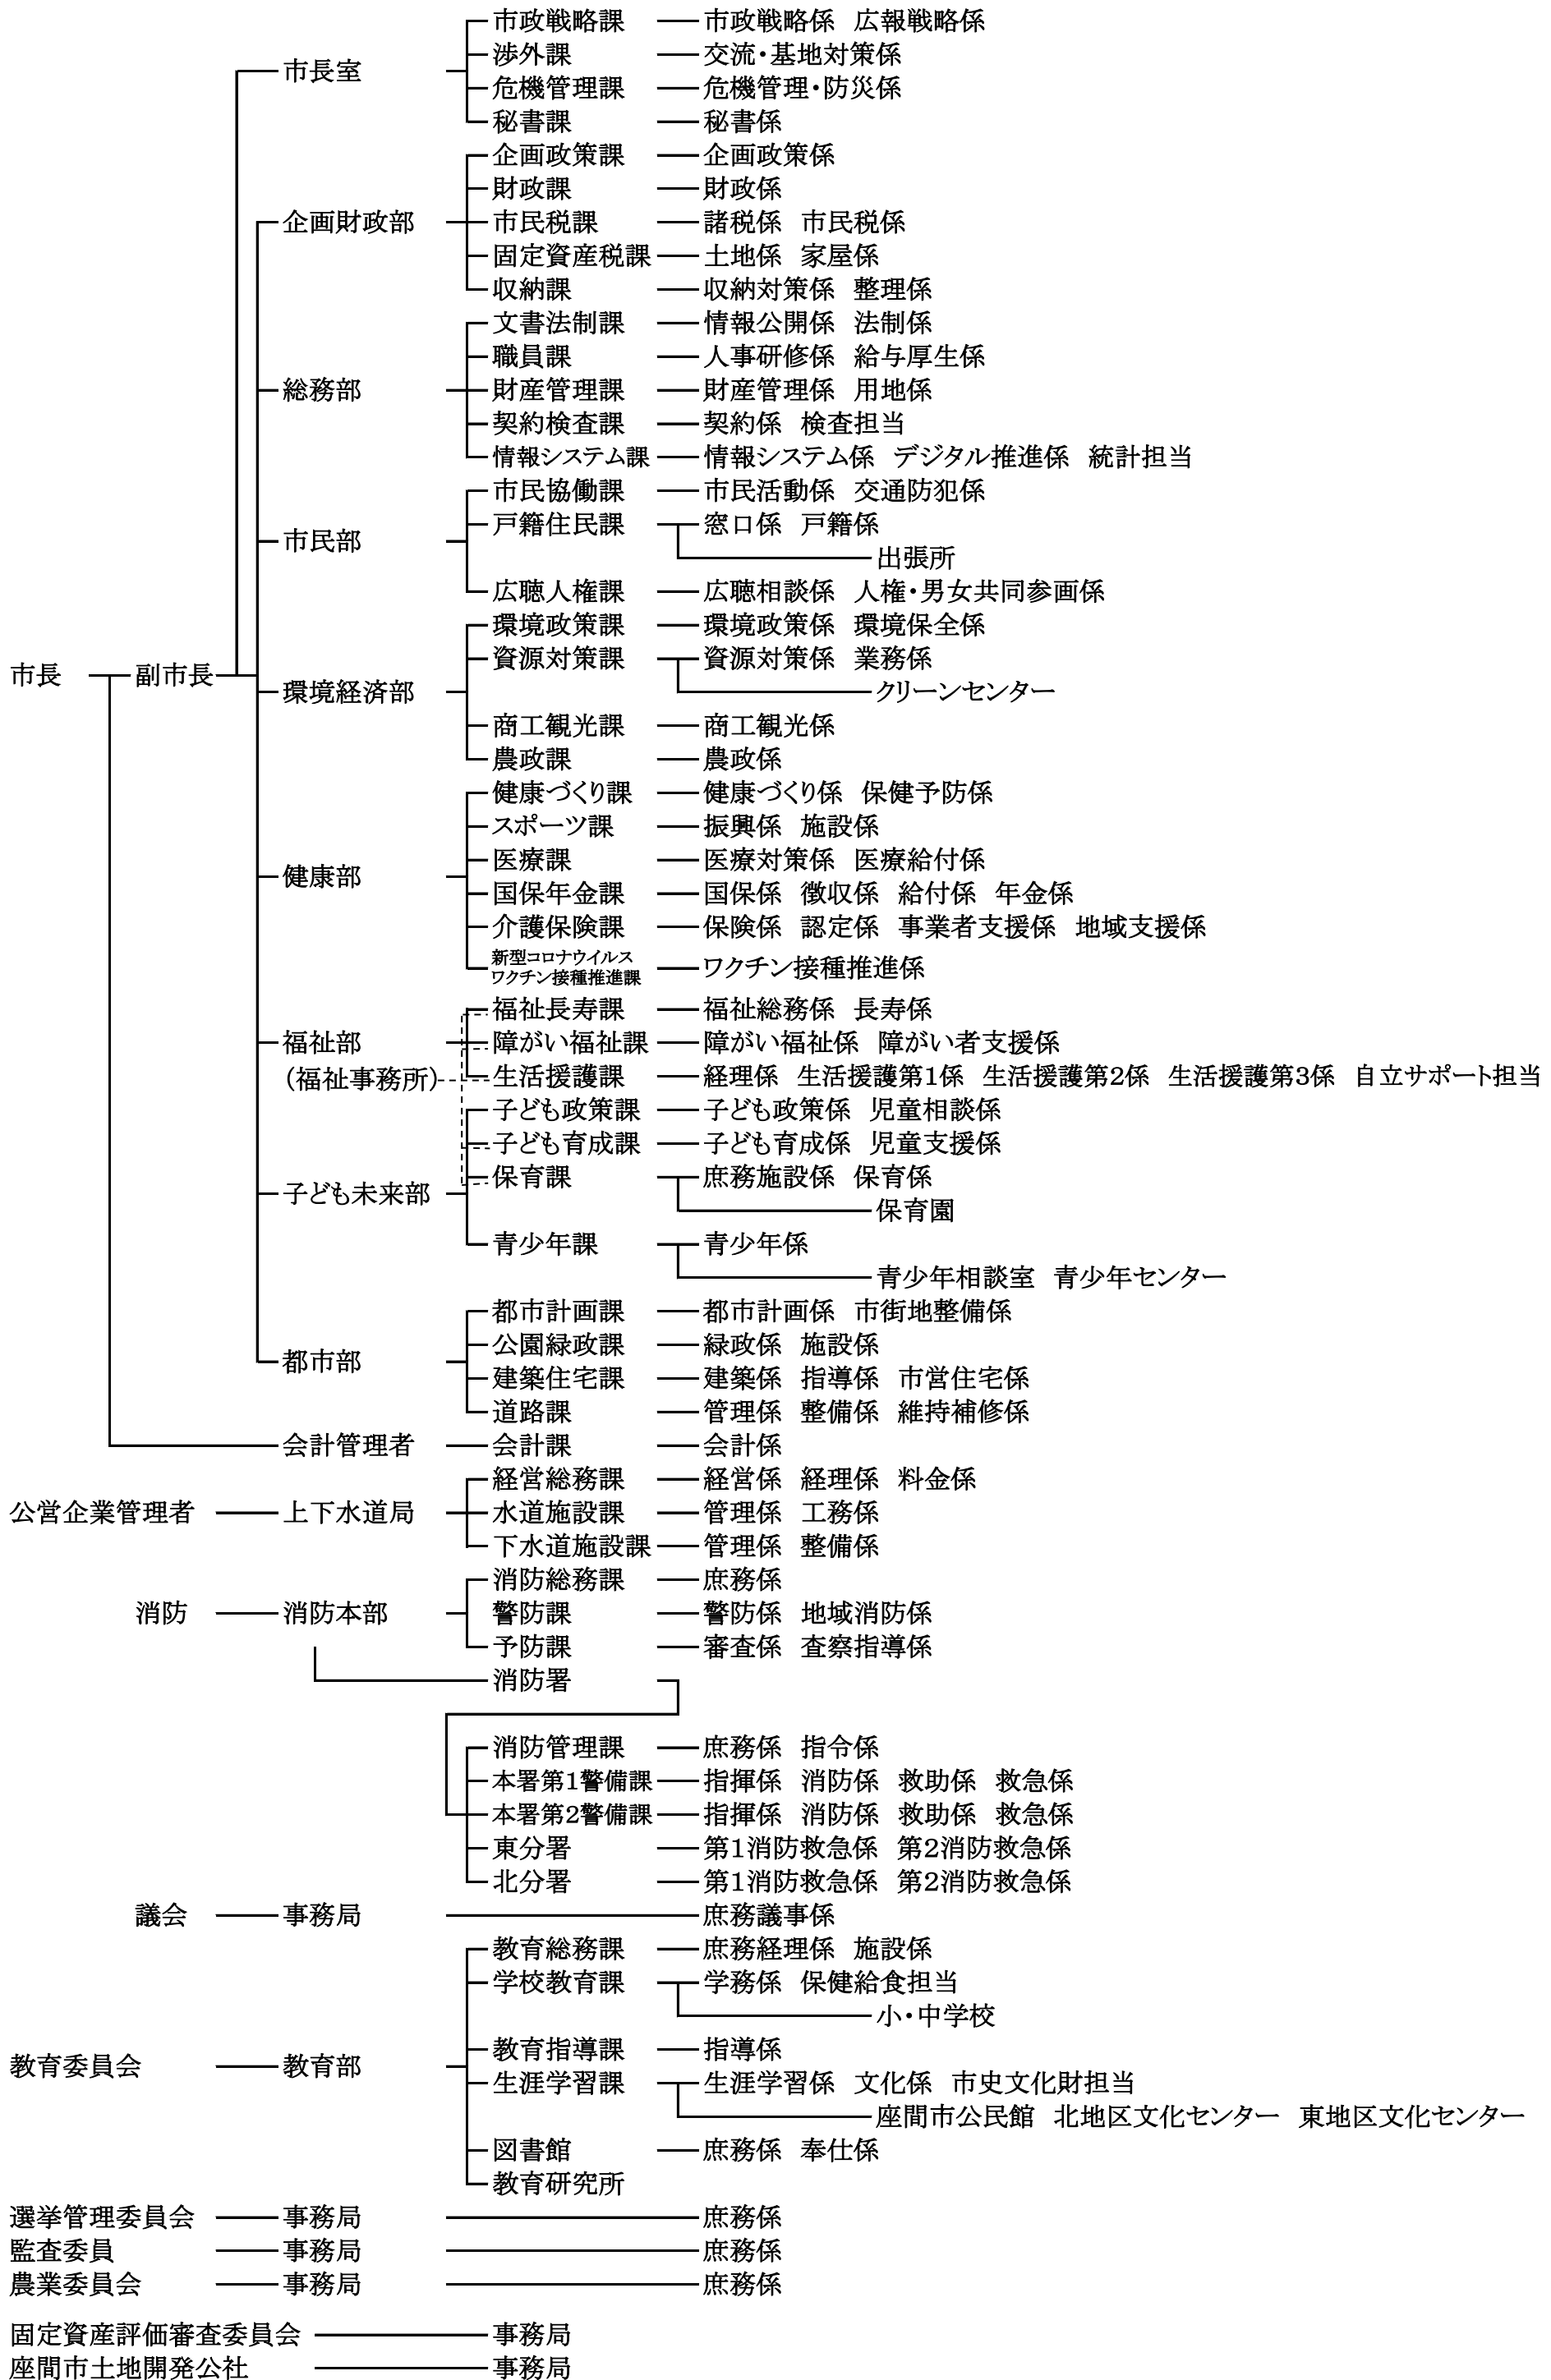 市政戦略課 市政戦略係 広報戦略係
渉外課 交流・基地対策係
市長室
危機管理課 危機管理・防災係
秘書課 秘書係
企画政策課 企画政策係
財政課 財政係
企画財政部 市民税課 諸税係 市民税係
固定資産税課 土地係 家屋係
収納課 収納対策係 整理係
文書法制課 情報公開係 法制係
職員課 人事研修係 給与厚生係
総務部 財産管理課 財産管理係 用地係
契約検査課 契約係 検査担当
情報システム課 情報システム係 デジタル推進係 統計担当
市民協働課 市民活動係 交通防犯係
戸籍住民課 窓口係 戸籍係
市民部
出張所
広聴人権課 広聴相談係 人権・男女共同参画係
環境政策課 環境政策係 環境保全係
資源対策課 資源対策係 業務係
市長 副市長
環境経済部 クリーンセンター
商工観光課 商工観光係
農政課 農政係
健康づくり課 健康づくり係 保健予防係
スポーツ課 振興係 施設係
医療課 医療対策係 医療給付係
健康部
国保年金課 国保係 徴収係 給付係 年金係
介護保険課 保険係 認定係 事業者支援係 地域支援係
新型コロナウイルス
ワクチン接種推進課 ワクチン接種推進係
福祉長寿課 福祉総務係 長寿係
福祉部 障がい福祉課 障がい福祉係 障がい者支援係
(福祉事務所) 生活援護課 経理係 生活援護第1係 生活援護第2係 生活援護第3係 自立サポート担当
子ども政策課 子ども政策係 児童相談係
子ども育成課 子ども育成係 児童支援係
保育課 庶務施設係 保育係
子ども未来部
保育園
青少年課 青少年係
青少年相談室 青少年センター
都市計画課 都市計画係 市街地整備係
公園緑政課 緑政係 施設係
都市部
建築住宅課 建築係 指導係 市営住宅係
道路課 管理係 整備係 維持補修係
会計管理者 会計課 会計係
経営総務課 経営係 経理係 料金係
公営企業管理者 上下水道局 水道施設課 管理係 工務係
下水道施設課 管理係 整備係
消防総務課 庶務係
消防 消防本部 警防課 警防係 地域消防係
予防課 審査係 査察指導係
消防署
消防管理課 庶務係 指令係
本署第1警備課 指揮係 消防係 救助係 救急係
本署第2警備課 指揮係 消防係 救助係 救急係
東分署 第1消防救急係 第2消防救急係
北分署 第1消防救急係 第2消防救急係
議会 事務局 庶務議事係
教育総務課 庶務経理係 施設係
学校教育課 学務係 保健給食担当
小・中学校
教育指導課 指導係
教育委員会 教育部
生涯学習課 生涯学習係 文化係 市史文化財担当
座間市公民館 北地区文化センター 東地区文化センター
図書館 庶務係 奉仕係
教育研究所
選挙管理委員会 事務局 庶務係
監査委員 事務局 庶務係
農業委員会 事務局 庶務係
固定資産評価審査委員会 事務局
座間市土地開発公社 事務局